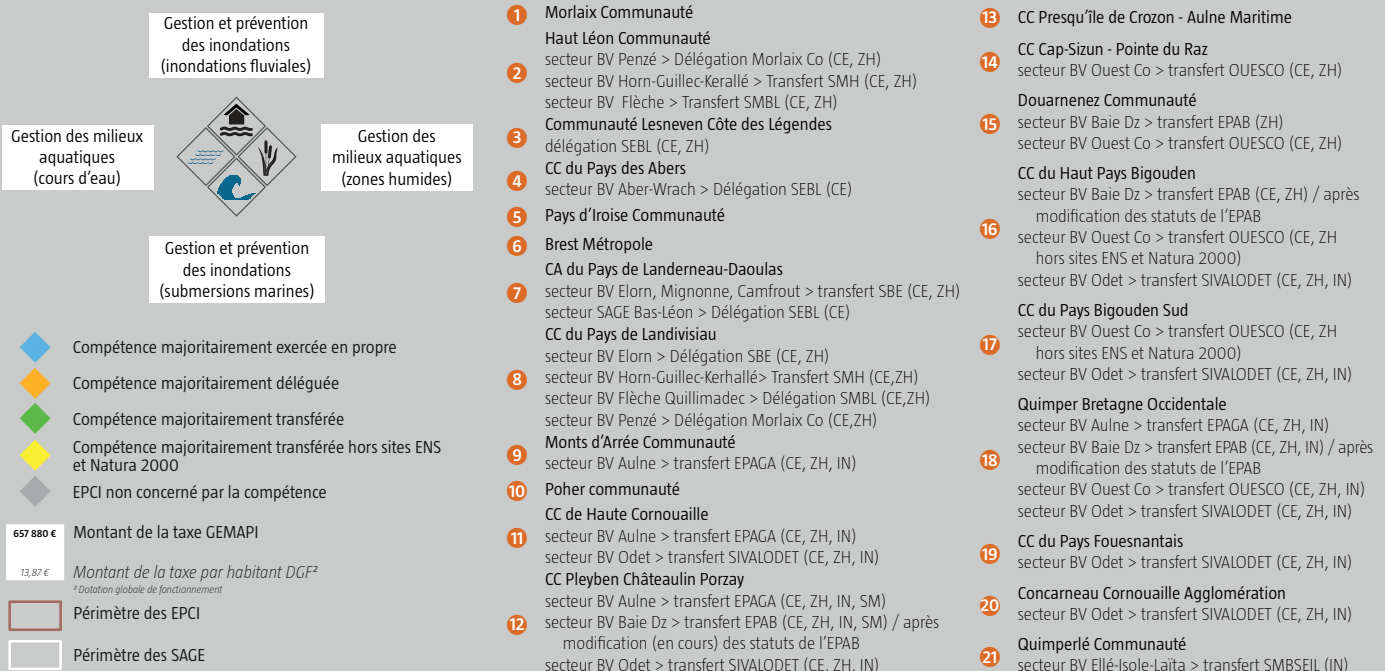 Gestion et prévention
des inondations
(inondations fluviales)
Gestion des milieux
aquatiques
(cours d'eau)
Gestion des
milieux aquatiques
(zones humides)
Gestion et prévention
des inondations
(submersions marines)
Compétence majoritairement exercée en propre
Compétence majoritairement déléguée
Compétence majoritairement transférée
Compétence majoritairement transférée hors sites ENS
et Natura 2000
EPCI non concerné par la compétence
657 880 €
Montant de la taxe GEMAPI
13,87 €
Montant de la taxe par habitant DGF²
² Dotation globale de fonctionnement
Périmètre des EPCI
Périmètre des SAGE
1 Morlaix Communauté
2 Haut Léon Communauté
secteur BV Penzé > Délégation Morlaix Co (CE, ZH)
secteur BV Horn-Guillec-Kerallé > Transfert SMH (CE, ZH)
secteur BV Flèche > Transfert SMBL (CE, ZH)
3 Communauté Lesneven Côte des Légendes
délégation SEBL (CE, ZH)
4 CC du Pays des Abers
secteur BV Aber-Wrach > Délégation SEBL (CE)
5 Pays d'Iroise Communauté
6 Brest Métropole
7 CA du Pays de Landerneau-Daoulas
secteur BV Elorn, Mignonne, Camfrout > transfert SBE (CE, ZH)
secteur SAGE Bas-Léon > Délégation SEBL (CE)
8 CC du Pays de Landivisiau
secteur BV Elorn > Délégation SBE (CE, ZH)
secteur BV Horn-Guillec-Kerhallé> Transfert SMH (CE,ZH)
secteur BV Flèche Quillimadec > Délégation SMBL (CE,ZH)
secteur BV Penzé > Délégation Morlaix Co (CE,ZH)
9 Monts d'Arrée Communauté
secteur BV Aulne > transfert EPAGA (CE, ZH, IN)
10 Poher communauté
11 CC de Haute Cornouaille
secteur BV Aulne > transfert EPAGA (CE, ZH, IN)
secteur BV Odet > transfert SIVALODET (CE, ZH, IN)
12 CC Pleyben Châteaulin Porzay
secteur BV Aulne > transfert EPAGA (CE, ZH, IN, SM)
secteur BV Baie Dz > transfert EPAB (CE, ZH, IN, SM) / après
modification (en cours) des statuts de l'EPAB
secteur BV Odet > transfert SIVALODET (CE, ZH, IN)
13 CC Presqu'île de Crozon - Aulne Maritime
14 CC Cap-Sizun - Pointe du Raz
secteur BV Ouest Co > transfert OUESCO (CE, ZH)
15 Douarnenez Communauté
secteur BV Baie Dz > transfert EPAB (ZH)
secteur BV Ouest Co > transfert OUESCO (CE, ZH)
16 CC du Haut Pays Bigouden
secteur BV Baie Dz > transfert EPAB (CE, ZH) / après
modification des statuts de l'EPAB
secteur BV Ouest Co > transfert OUESCO (CE, ZH
hors sites ENS et Natura 2000)
secteur BV Odet > transfert SIVALODET (CE, ZH, IN)
17 CC du Pays Bigouden Sud
secteur BV Ouest Co > transfert OUESCO (CE, ZH
hors sites ENS et Natura 2000)
secteur BV Odet > transfert SIVALODET (CE, ZH, IN)
18 Quimper Bretagne Occidentale
secteur BV Aulne > transfert EPAGA (CE, ZH, IN)
secteur BV Baie Dz > transfert EPAB (CE, ZH, IN) / après
modification des statuts de l'EPAB
secteur BV Ouest Co > transfert OUESCO (CE, ZH, IN)
secteur BV Odet > transfert SIVALODET (CE, ZH, IN)
19 CC du Pays Fouesnantais
secteur BV Odet > transfert SIVALODET (CE, ZH, IN)
20 Concarneau Cornouaille Agglomération
secteur BV Odet > transfert SIVALODET (CE, ZH, IN)
21 Quimperlé Communauté
secteur BV Ellé-Isole-Laïta > transfert SMBSEIL (IN)